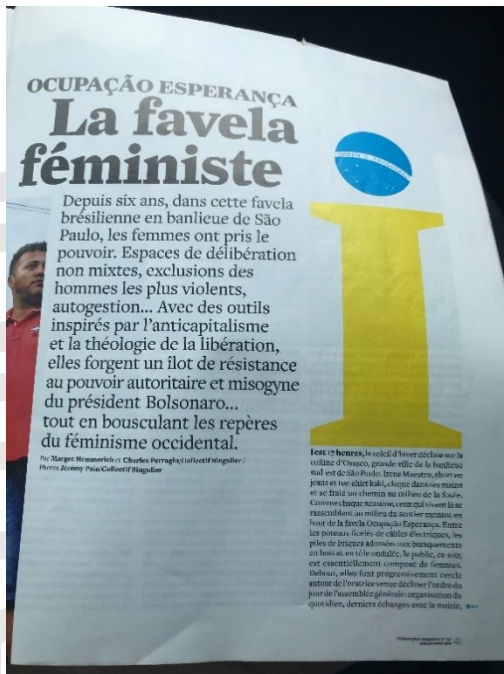 OCUPAÇÃO ESPERANÇA
La favela
féministe
Depuis six ans, dans cette favela
brésilienne en banlieue de São
Paulo, les femmes ont pris le
pouvoir. Espaces de délibération
non mixtes, exclusions des
hommes les plus violents,
autogestion... Avec des outils
inspirés par l'anticapitalisme
et la théologie de la libération,
elles forgent un îlot de résistance
au pouvoir autoritaire et misogyne
du président Bolsonaro...
tout en bousculant les repères
du féminisme occidental.
Par Margot Hemmerich et Charles Perragin/Collectif Singulier /
Photos Jérémy Pain/Collectif Singulier
i
l est 17 heures, le soleil d'hiver décline sur la
colline d'Osasco, grande ville de la banlieue
sud-est de São Paulo. Irene Maestro, short en
jeans et tee-shirt kaki, claque dans ses mains
et se fraie un chemin au milieu de la foule.
Comme chaque semaine, ceux qui vivent là se
rassemblent au milieu du sentier menant en
haut de la favela Ocupação Esperança. Entre
les poteaux ficelés de câbles électriques, les
piles de briques adossées aux baraquements
en bois et en tôle ondulée, le public, ce soir,
est essentiellement composé de femmes.
Debout, elles font progressivement cercle
autour de l'oratrice venue décliner l'ordre du
jour de l'assemblée générale: organisation du
quotidien, derniers échanges avec la mairie,